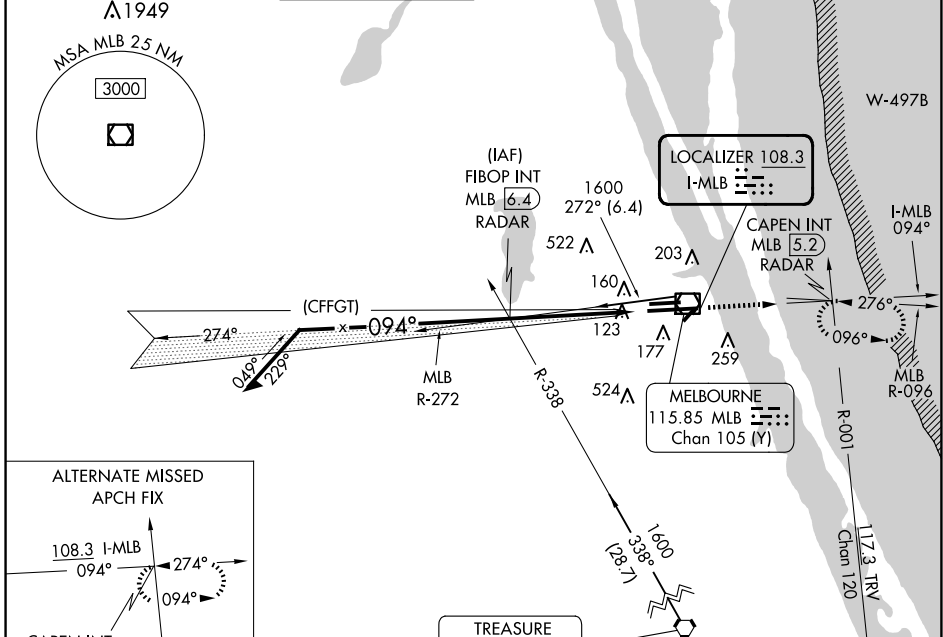 1949
MSA MLB 25 NM
3000
W-497B
(IAF)
FIBOP INT
MLB 6.4
RADAR
LOCALIZER 108.3
I-MLB
1600
272° (6.4)
CAPEN INT
MLB 5.2
RADAR
I-MLB
094°
522
203
160
(CFFGT)
274°
094°
123
276°
096°
177
259
049°
229°
MLB
R-272
R-338
524
MELBOURNE
115.85 MLB
Chan 105 (Y)
MLB
R-096
R-001
ALTERNATE MISSED
APCH FIX
108.3 I-MLB
094°
274°
094°
1600
338°
(28.7)
117.3 TRV
Chan 120
TREASURE